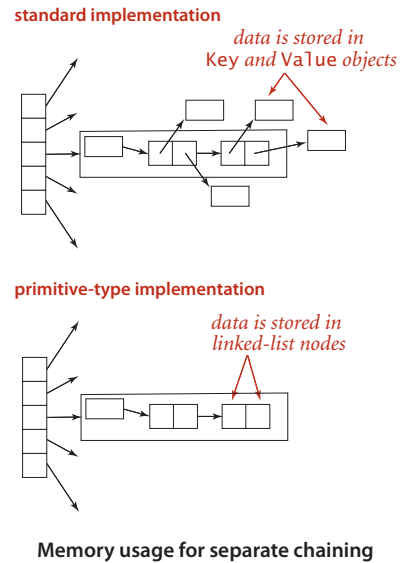 standard implementation
data is stored in
Key and Value objects
primitive-type implementation
data is stored in
linked-list nodes
Memory usage for separate chaining